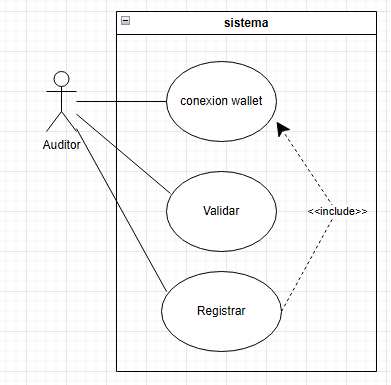 sistema
conexion wallet
Auditor
Validar
<<include>>
Registrar